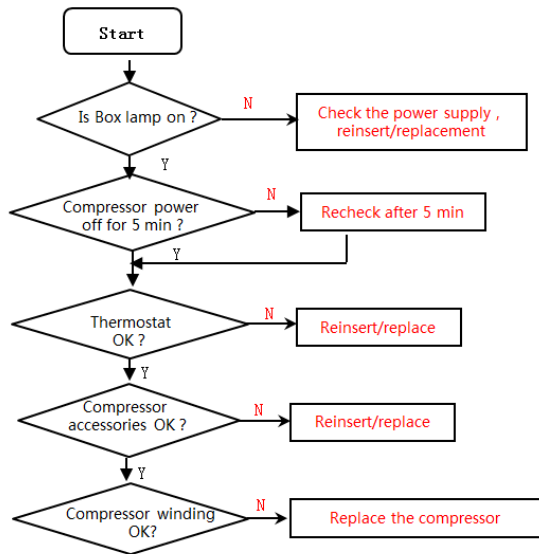 Start
Is Box lamp on ?
N
Check the power supply ,
reinsert/replacement
Y
Compressor power
off for 5 min ?
N
Recheck after 5 min
Y
Thermostat
OK ?
N
Reinsert/replace
Y
Compressor
accessories OK ?
N
Reinsert/replace
Y
Compressor winding
OK?
N
Replace the compressor